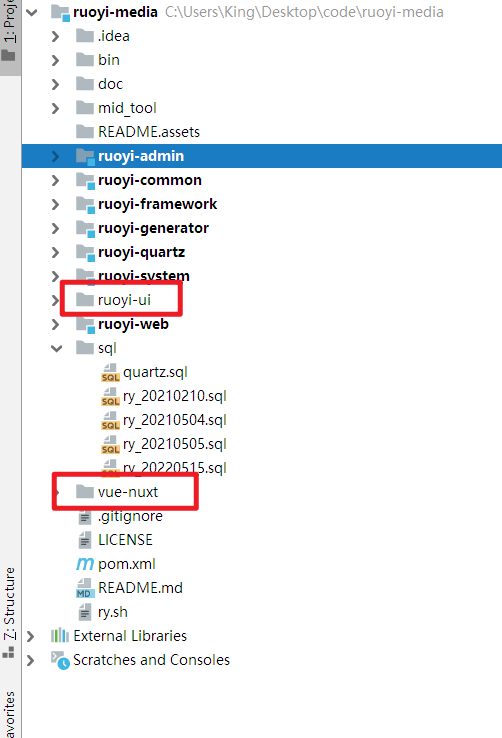 1: Proje
ruoyi-media C:\Users\King\Desktop\code\ruoyi-media
.idea
bin
doc
mid_tool
README.assets
ruoyi-admin
ruoyi-common
ruoyi-framework
ruoyi-generator
ruoyi-quartz
ruoyi-system
ruoyi-ui
ruoyi-web
sql
quartz.sql
ry_20210210.sql
ry_20210504.sql
ry_20210505.sql
ry_20220515.sql
vue-nuxt
.gitignore
LICENSE
pom.xml
README.md
ry.sh
External Libraries
Scratches and Consoles
Z: Structure
avorites